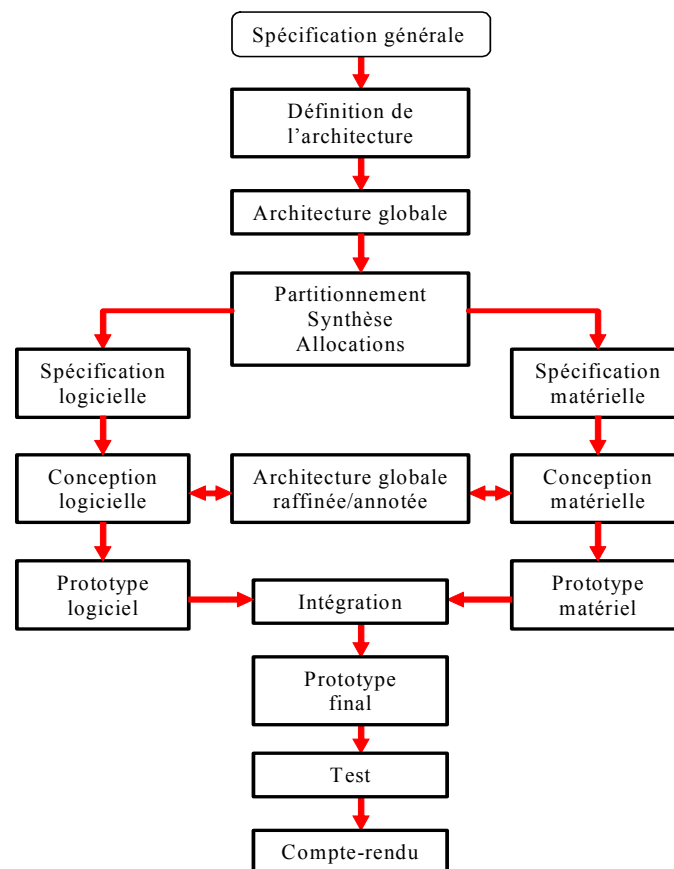 Spécification générale
Définition de
l'architecture
Architecture globale
Partitionnement
Synthèse
Allocations
Spécification
logicielle
Spécification
matérielle
Conception
logicielle
Architecture globale
raffinée/annotée
Conception
matérielle
Prototype
logiciel
Intégration
Prototype
matériel
Prototype
final
Test
Compte-rendu